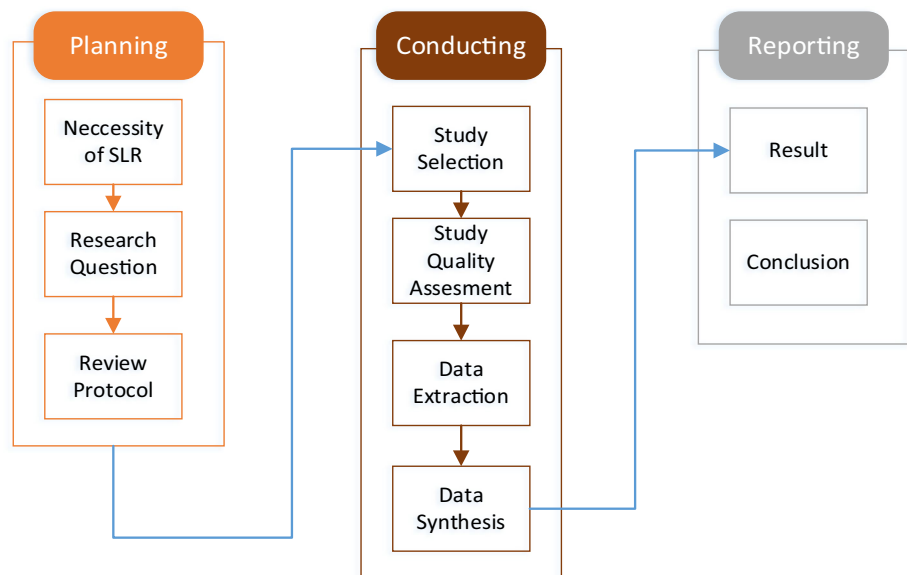 Planning
Neccessity
of SLR
Research
Question
Review
Protocol
Conducting
Study
Selection
Study
Quality
Assesment
Data
Extraction
Data
Synthesis
Reporting
Result
Conclusion